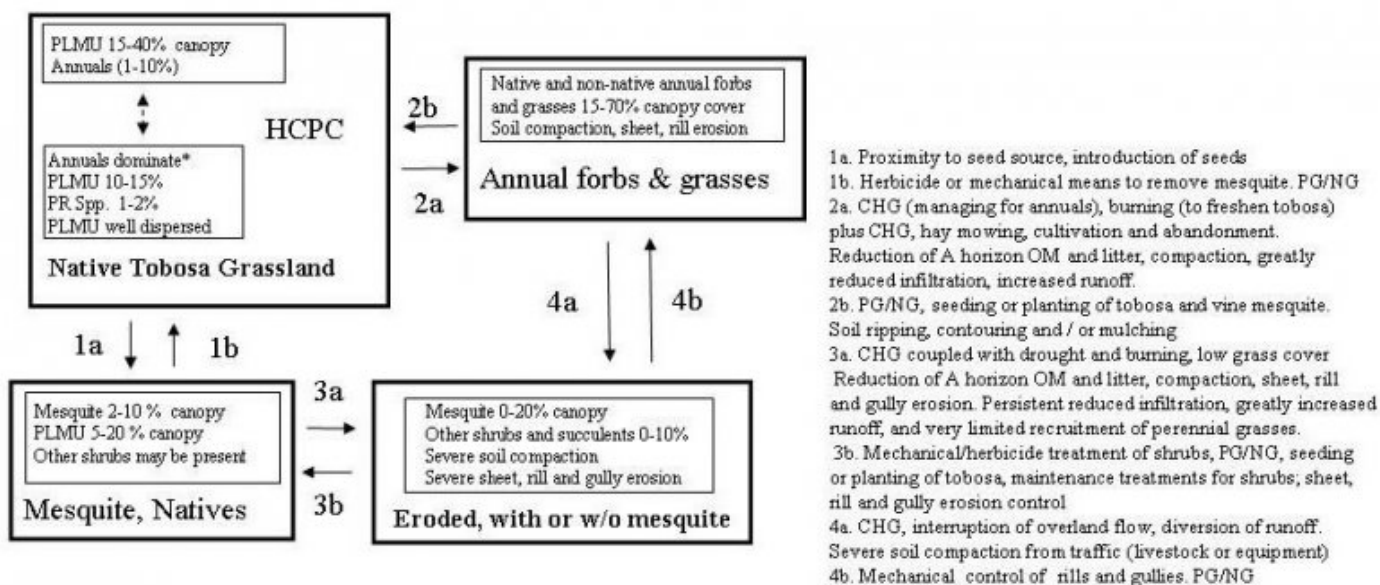 PLMU 15-40% canopy
Annuals (1-10%)
HCPC
Annuals dominate*
PLMU 10-15%
PR Spp. 1-2%
PLMU well dispersed
Native Tobosa Grassland
2b
2a
Native and non-native annual forbs
and grasses 15-70% canopy cover
Soil compaction, sheet, rill erosion
Annual forbs & grasses
1a
1b
4a
4b
Mesquite 2-10 % canopy
PLMU 5-20 % canopy
Other shrubs may be present
Mesquite, Natives
3a
3b
Mesquite 0-20% canopy
Other shrubs and succulents 0-10%
Severe soil compaction
Severe sheet, rill and gully erosion
Eroded, with or w/o mesquite
1a. Proximity to seed source, introduction of seeds
1b. Herbicide or mechanical means to remove mesquite. PG/NG
2a. CHG (managing for annuals), burning (to freshen tobosa)
plus CHG, hay mowing, cultivation and abandonment.
Reduction of A horizon OM and litter, compaction, greatly
reduced infiltration, increased runoff.
2b. PG/NG, seeding or planting of tobosa and vine mesquite.
Soil ripping, contouring and / or mulching
3a. CHG coupled with drought and burning, low grass cover
Reduction of A horizon OM and litter, compaction, sheet, rill
and gully erosion. Persistent reduced infiltration, greatly increased
runoff, and very limited recruitment of perennial grasses.
3b. Mechanical/herbicide treatment of shrubs, PG/NG, seeding
or planting of tobosa, maintenance treatments for shrubs; sheet,
rill and gully erosion control
4a. CHG, interruption of overland flow, diversion of runoff.
Severe soil compaction from traffic (livestock or equipment)
4b. Mechanical control of rills and gullies. PG/NG